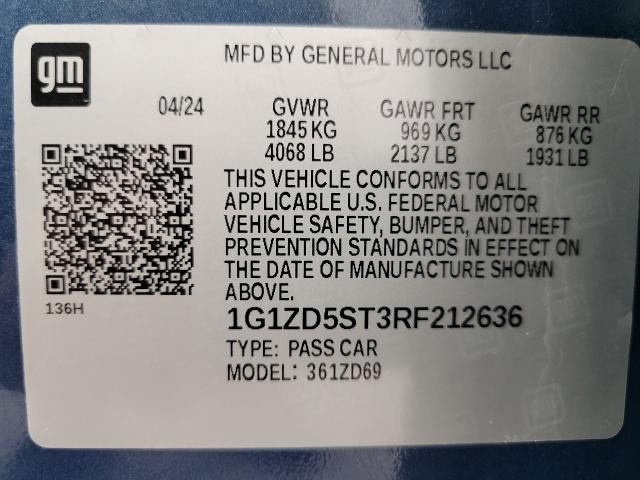 gm
MFD BY GENERAL MOTORS LLC
04/24 GVWR GAWR FRT GAWR RR
1845 KG 969 KG 876 KG
4068 LB 2137 LB 1931 LB
THIS VEHICLE CONFORMS TO ALL
APPLICABLE U.S. FEDERAL MOTOR
VEHICLE SAFETY, BUMPER, AND THEFT
PREVENTION STANDARDS IN EFFECT ON
THE DATE OF MANUFACTURE SHOWN
ABOVE.
136H
1G1ZD5ST3RF212636
TYPE: PASS CAR
MODEL: 361ZD69